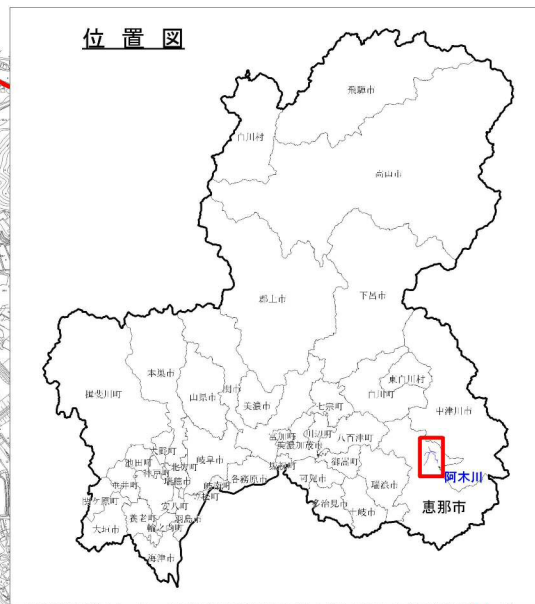 位 置 図
飛騨市
白川村
高山市
郡上市
下呂市
本巣市
揖斐川町
山県市
関市
美濃市
東白川村
白川町
中津川市
七宗町
富加町
川辺町
八百津町
美濃加茂市
大野町
岐阜市
池田町
北方町
神戸町
坂祝町
御嵩町
各務原市
岐南町
垂井町
瑞穂市
可児市
瑞浪市
阿木川
関ケ原町
笠松町
安八町
恵那市
養老町
羽島市
多治見市
土岐市
大垣市
輪之内町
海津市